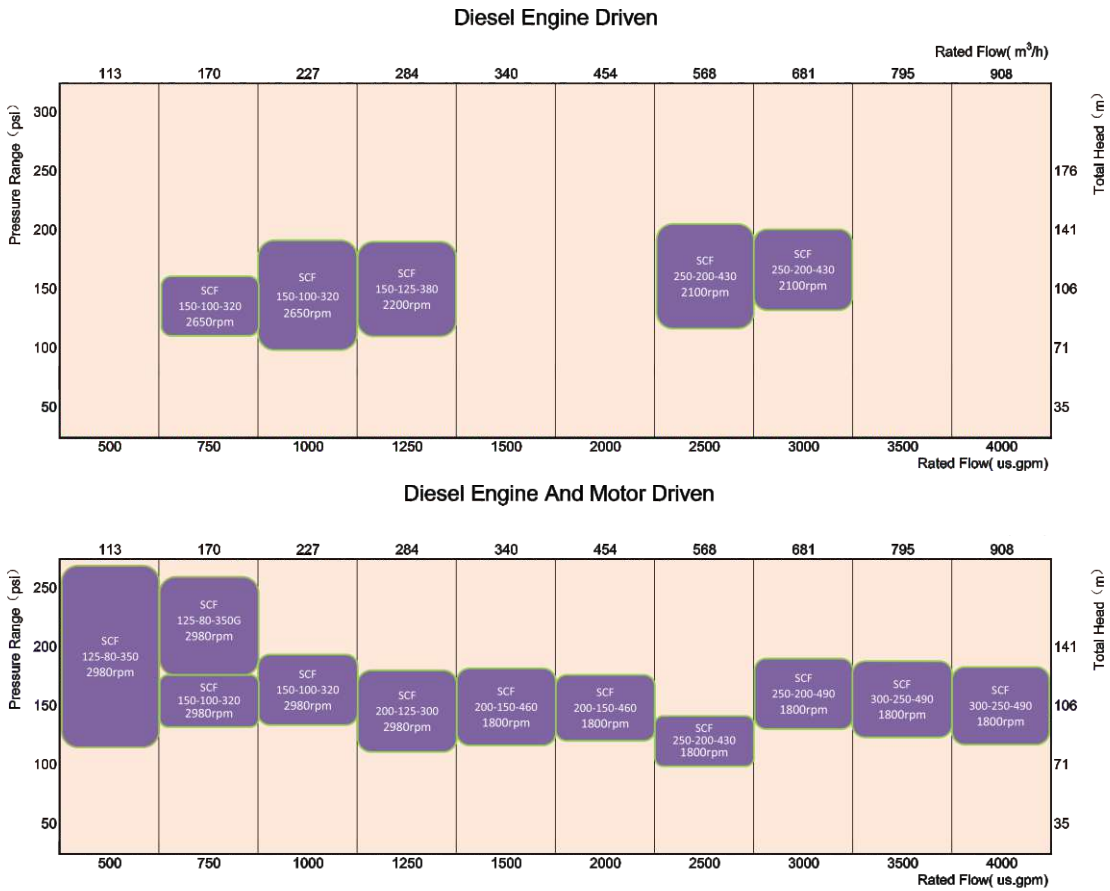 Diesel Engine Driven
Rated Flow( m³/h)
113 170 227 284 340 454 568 681 795 908
Pressure Range（psi)
Total Head（m)
300
250 176
200 141
150 106
100 71
50 35
SCF
150-100-320
2650rpm
SCF
150-100-320
2650rpm
SCF
150-125-380
2200rpm
SCF
250-200-430
2100rpm
SCF
250-200-430
2100rpm
500 750 1000 1250 1500 2000 2500 3000 3500 4000
Rated Flow( us.gpm)
Diesel Engine And Motor Driven
113 170 227 284 340 454 568 681 795 908
Pressure Range（psi)
Total Head（m)
250
200 141
150 106
100 71
50 35
SCF
125-80-350
2980rpm
SCF
125-80-350G
2980rpm
SCF
150-100-320
2980rpm
SCF
150-100-320
2980rpm
SCF
200-125-300
2980rpm
SCF
200-150-460
1800rpm
SCF
200-150-460
1800rpm
SCF
250-200-430
1800rpm
SCF
250-200-490
1800rpm
SCF
300-250-490
1800rpm
SCF
300-250-490
1800rpm
500 750 1000 1250 1500 2000 2500 3000 3500 4000
Rated Flow( us.gpm)